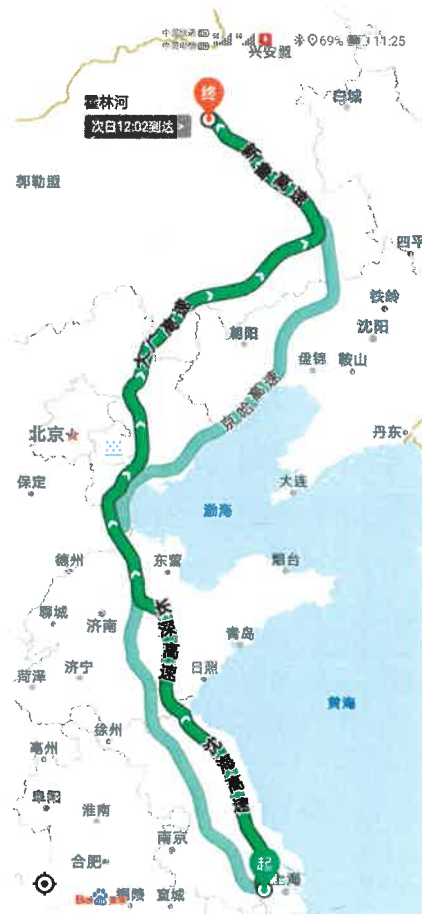 69% 11:25
兴安盟
终
白城
霍林河
次日12:02到达 >
新鲁高速
郭勒盟
四平
铁岭
大广高速
朝阳
沈阳
盘锦 鞍山
京哈高速
北京
丹东
保定
大连
渤海
德州
东营
烟台
聊城
济南
长深高速
青岛
菏泽
济宁
日照
黄海
徐州
亳州
沈海高速
阜阳
淮南
南京
合肥
起
上海
铜陵 宣城